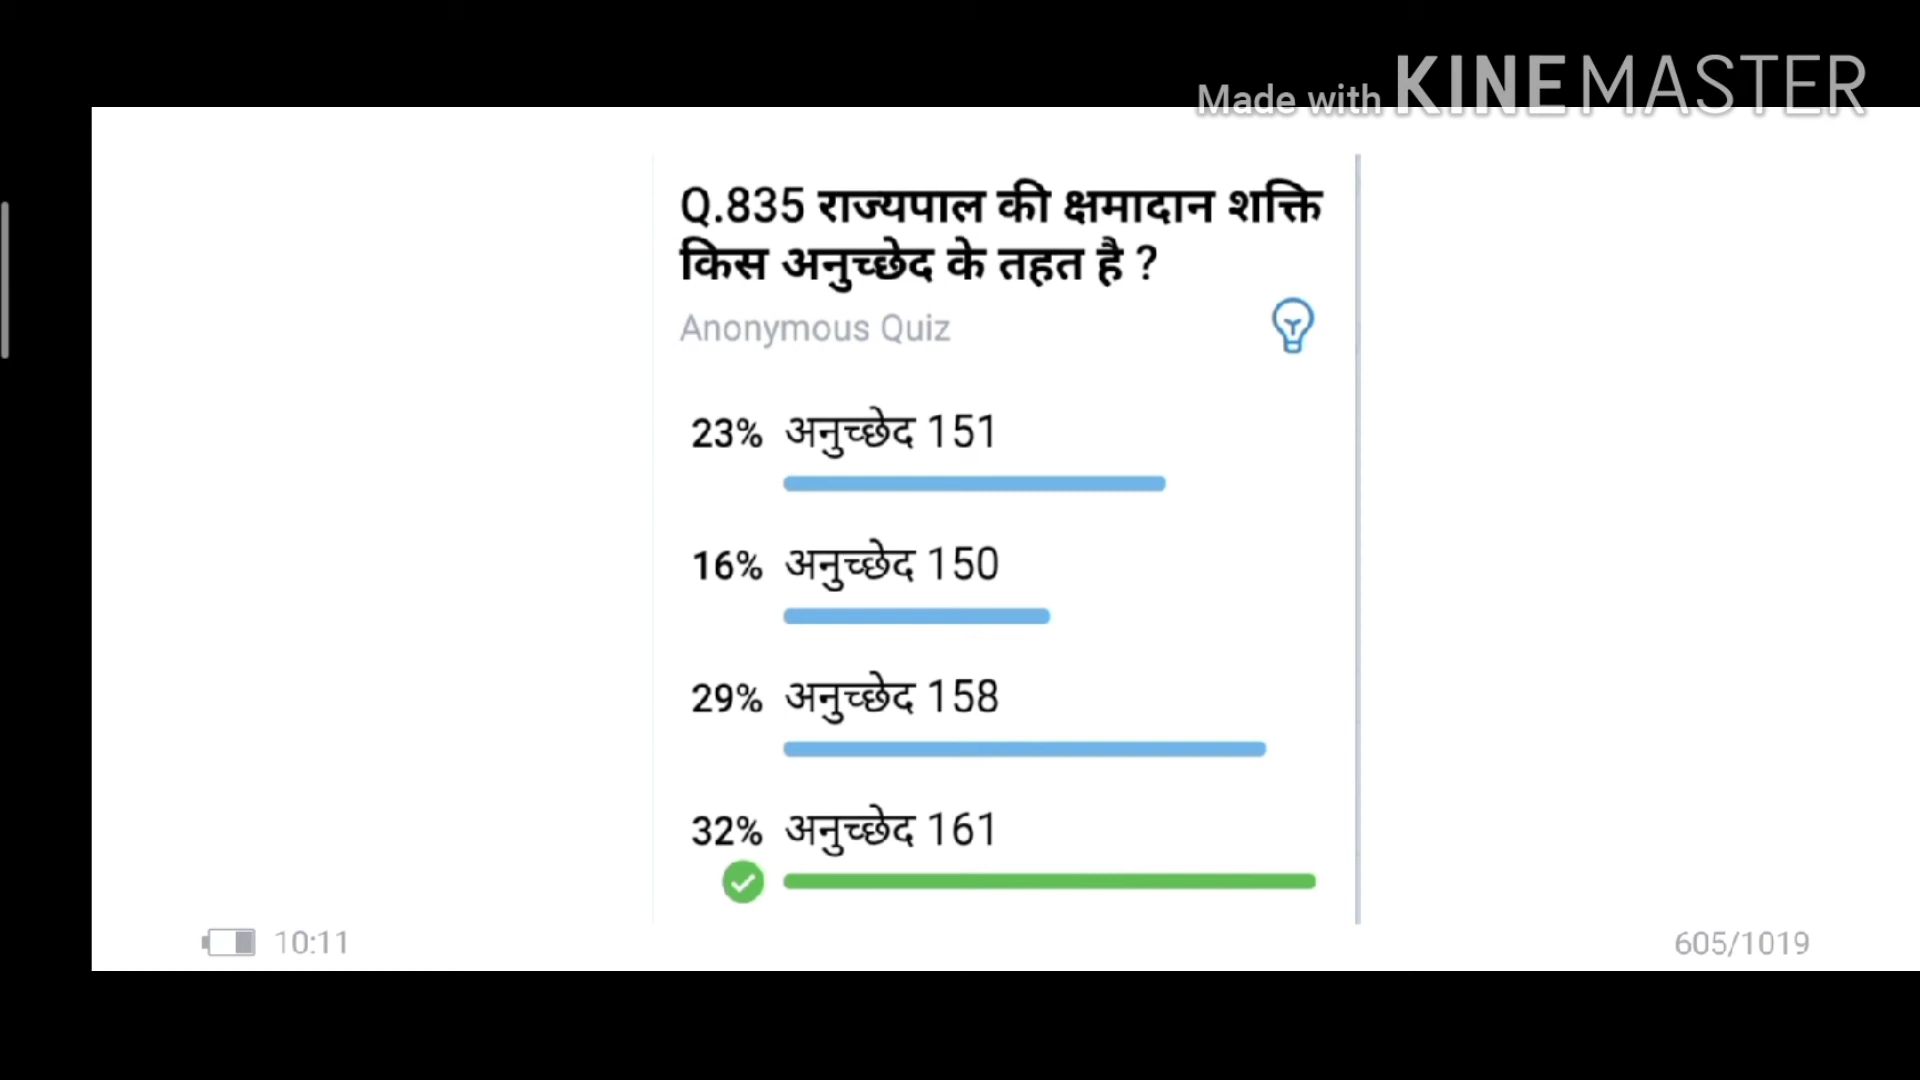 Made with KINEMASTER
Q.835 राज्यपाल की क्षमादान शक्ति
किस अनुच्छेद के तहत है ?
Anonymous Quiz
23% अनुच्छेद 151
16% अनुच्छेद 150
29% अनुच्छेद 158
32% अनुच्छेद 161
10:11
605/1019